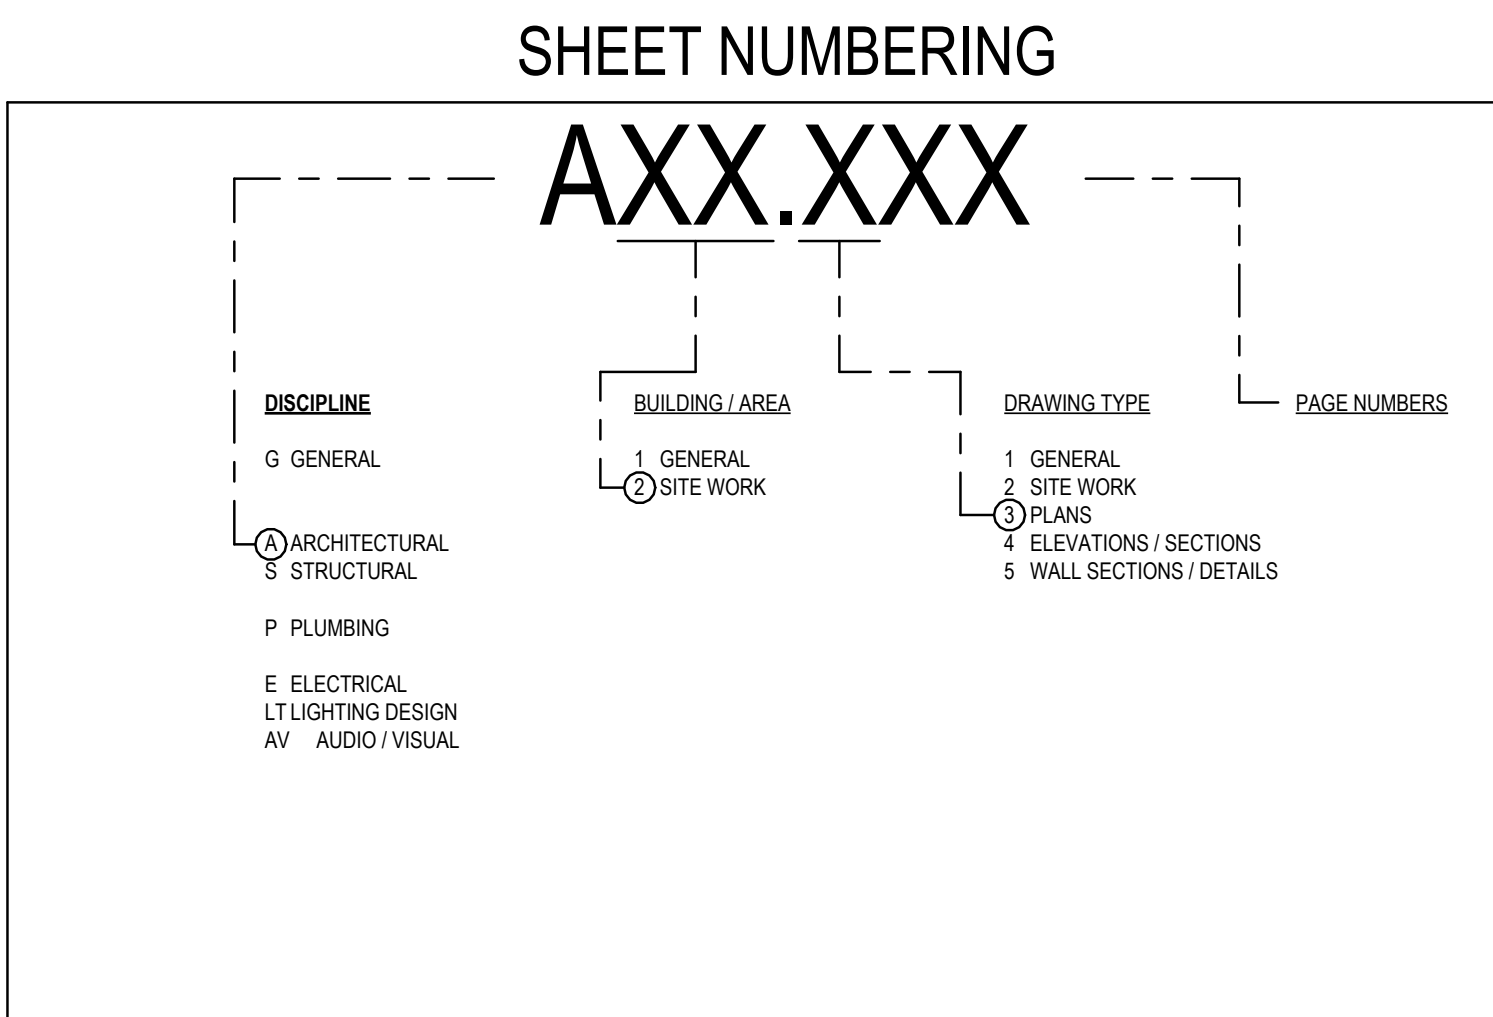 SHEET NUMBERING
AXX.XXX
DISCIPLINE
G GENERAL
A ARCHITECTURAL
S STRUCTURAL
P PLUMBING
E ELECTRICAL
LT LIGHTING DESIGN
AV AUDIO / VISUAL
BUILDING / AREA
1 GENERAL
2 SITE WORK
DRAWING TYPE
1 GENERAL
2 SITE WORK
3 PLANS
4 ELEVATIONS / SECTIONS
5 WALL SECTIONS / DETAILS
PAGE NUMBERS